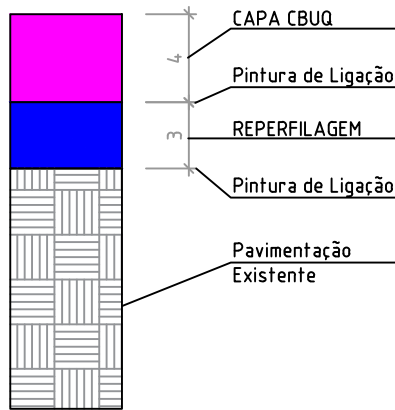 CAPA CBUQ
4
Pintura de Ligação
3
REPERFILAGEM
Pintura de Ligação
Pavimentação
Existente